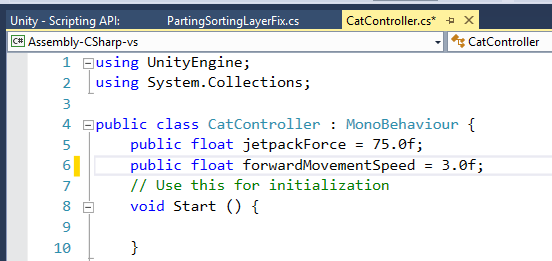 Unity - Scripting API: PartingSortingLayerFix.cs CatController.cs*
C# Assembly-CSharp-vs CatController
1 using UnityEngine;
2 using System.Collections;
3
4 public class CatController : MonoBehaviour {
5 public float jetpackForce = 75.0f;
6 public float forwardMovementSpeed = 3.0f;
7 // Use this for initialization
8 void Start () {
9
10 }